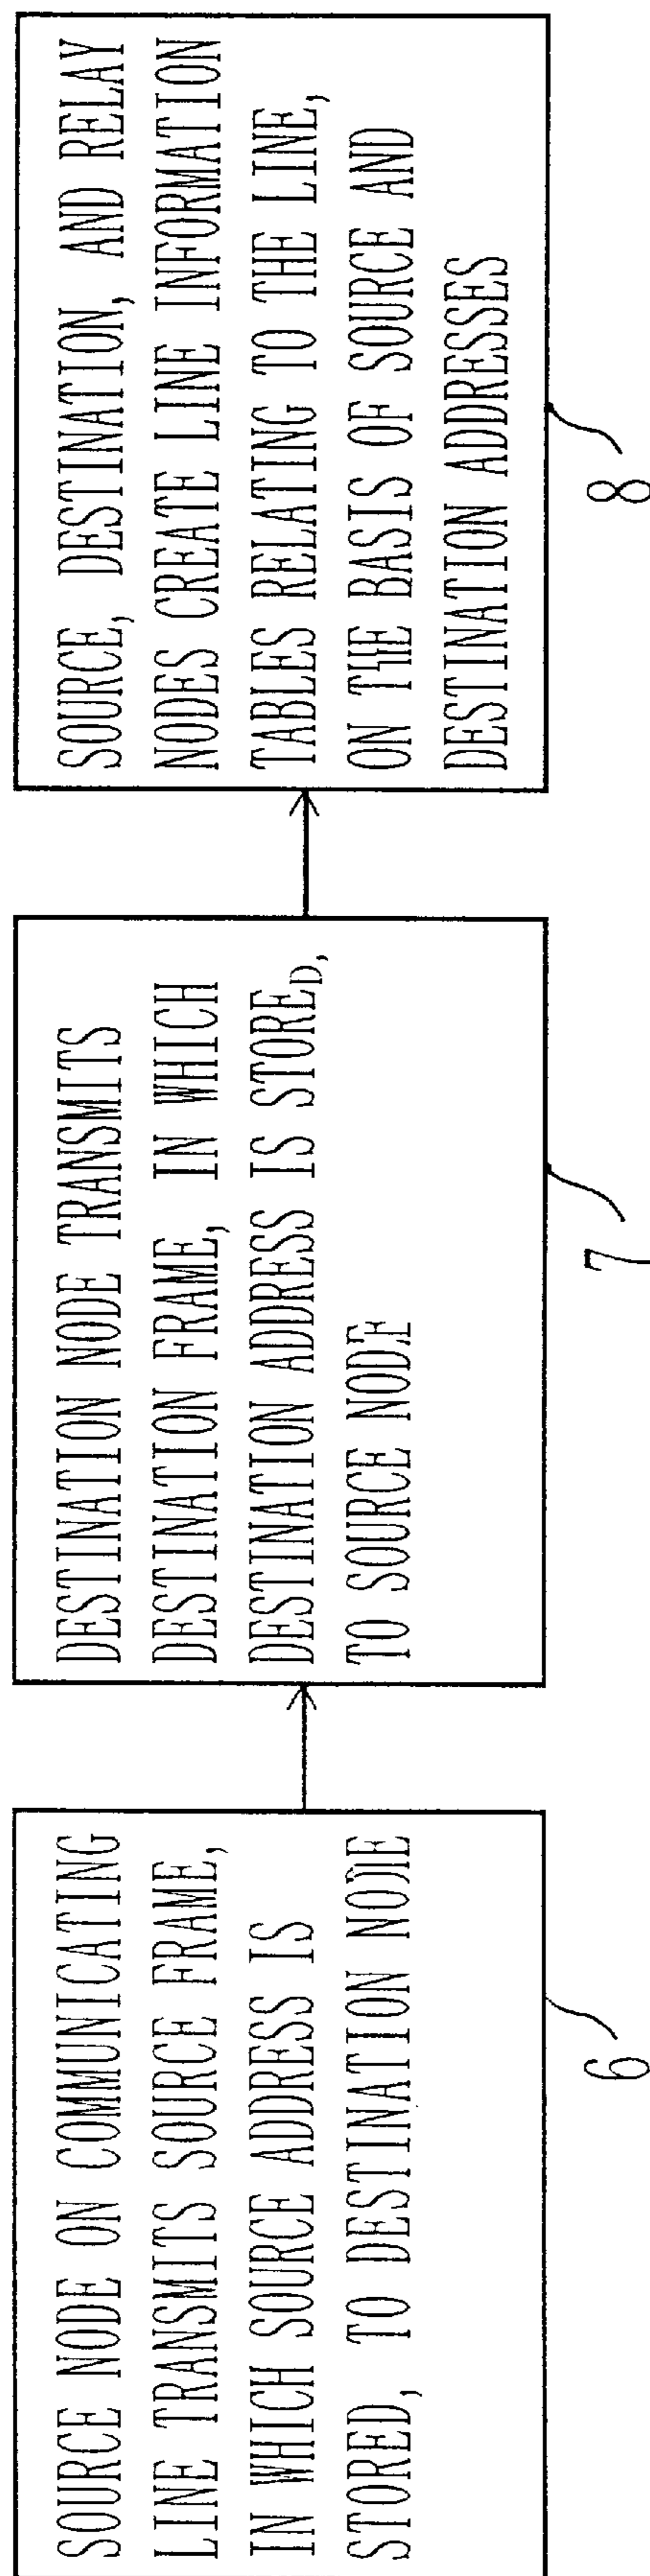 SOURCE NODE ON COMMUNICATING
LINE TRANSMITS SOURCE FRAME,
IN WHICH SOURCE ADDRESS IS
STORED, TO DESTINATION NODE
6
DESTINATION NODE TRANSMITS
DESTINATION FRAME, IN WHICH
DESTINATION ADDRESS IS STORED,
TO SOURCE NODE
7
SOURCE, DESTINATION, AND RELAY
NODES CREATE LINE INFORMATION
TABLES RELATING TO THE LINE,
ON THE BASIS OF SOURCE AND
DESTINATION ADDRESSES
8